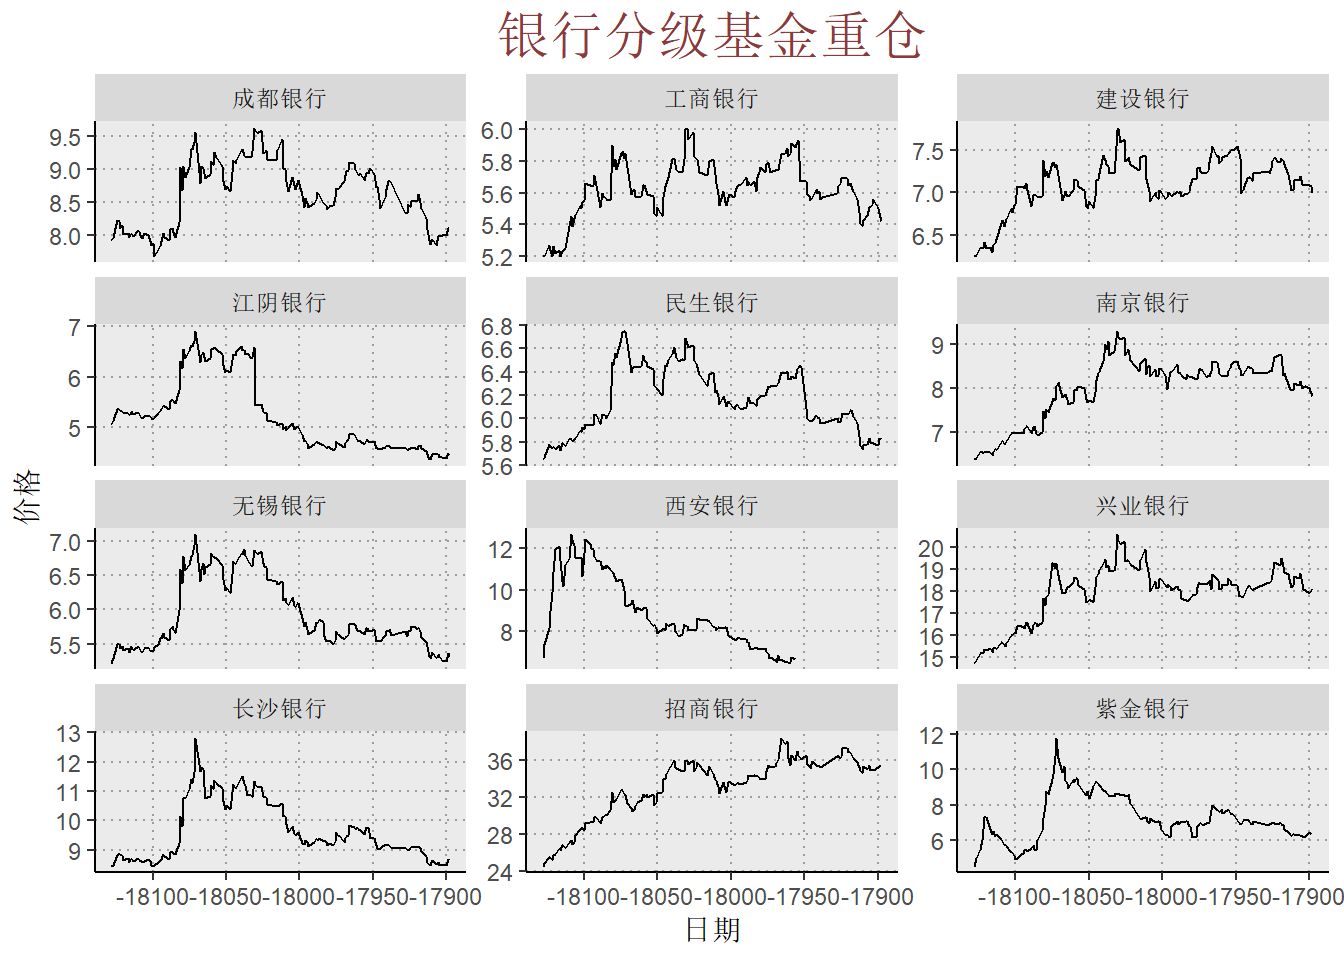 银行分级基金重仓
成都银行 工商银行 建设银行
9.5 9.0 8.5 8.0
6.0 5.8 5.6 5.4 5.2
7.5 7.0 6.5
江阴银行 民生银行 南京银行
7 6 5
6.8 6.6 6.4 6.2 6.0 5.8 5.6
9 8 7
价格
无锡银行 西安银行 兴业银行
7.0 6.5 6.0 5.5
12 10 8
20 19 18 17 16 15
长沙银行 招商银行 紫金银行
13 12 11 10 9
36 32 28 24
12 10 8 6
-18100 -18050 -18000 -17950 -17900 -18100 -18050 -18000 -17950 -17900 -18100 -18050 -18000 -17950 -17900
日期